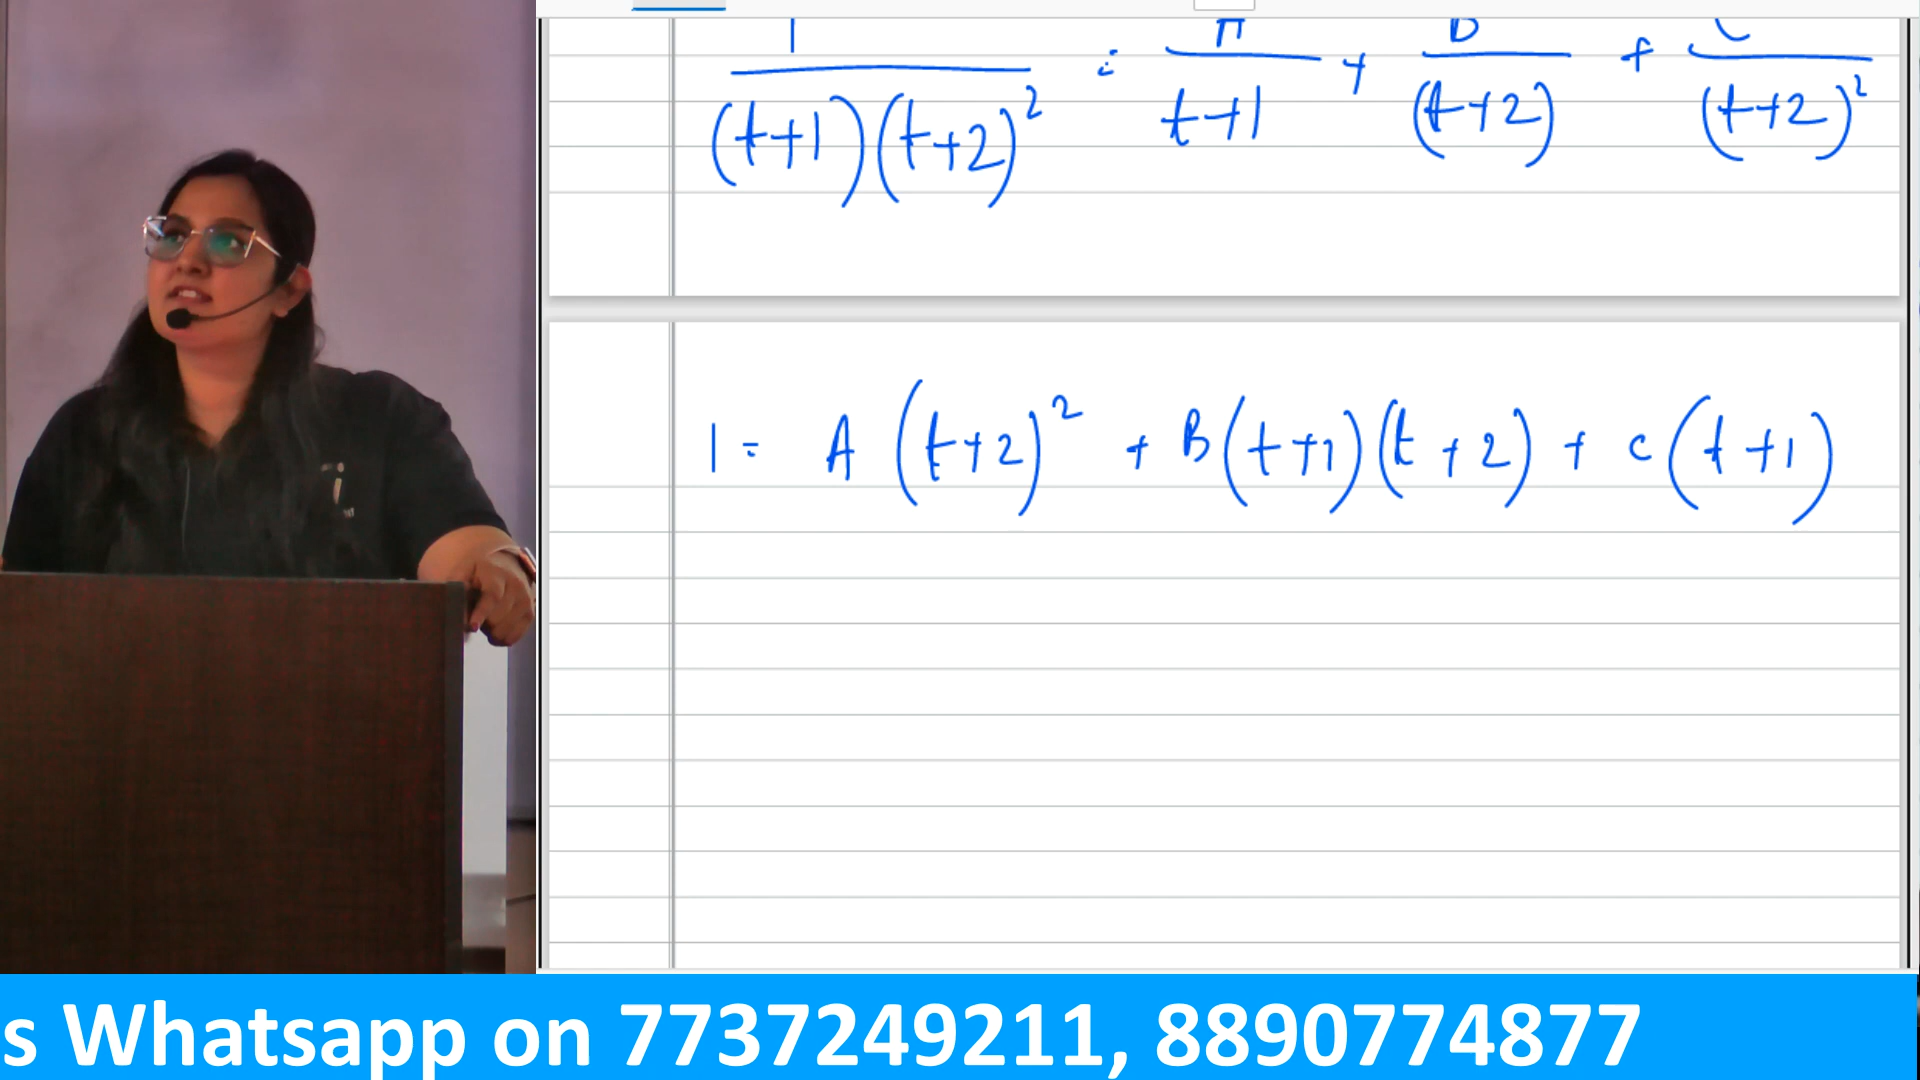 1/((t+1)(t+2)²) = A/(t+1) + B/(t+2) + C/(t+2)²
1 = A(t+2)² + B(t+1)(t+2) + C(t+1)
s Whatsapp on 7737249211, 8890774877